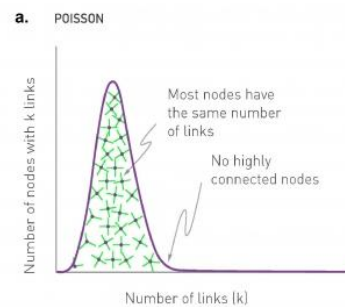 a. POISSON
Number of nodes with k links
Most nodes have
the same number
of links
No highly
connected nodes
Number of links (k)